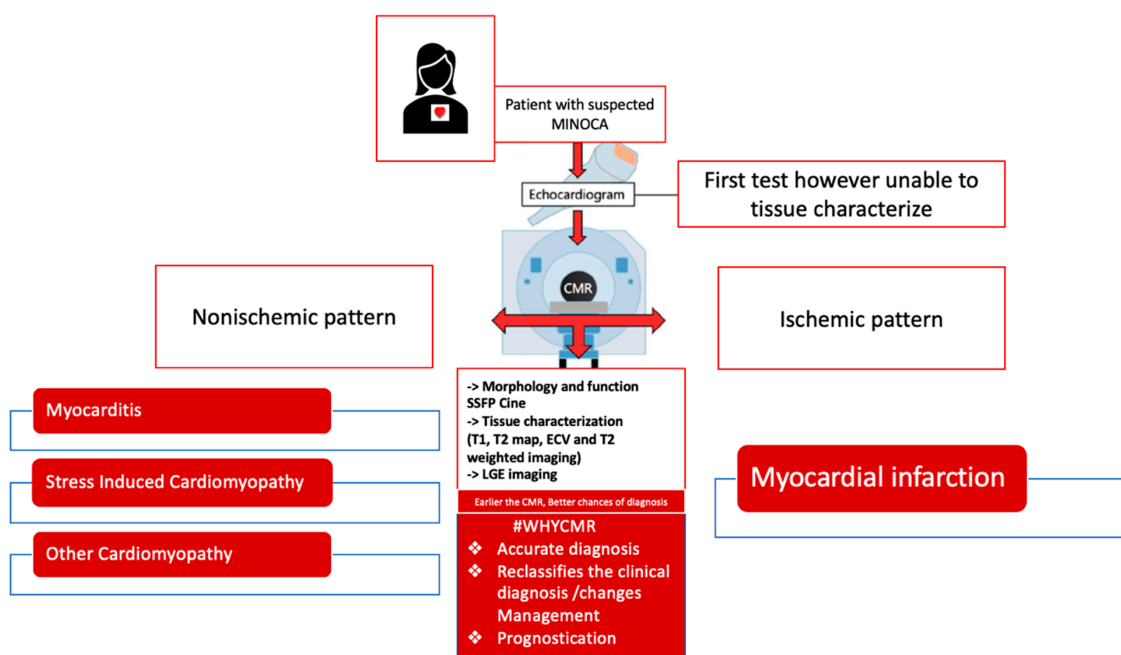 Patient with suspected
MINOCA
Echocardiogram
First test however unable to
tissue characterize
CMR
Nonischemic pattern
Ischemic pattern
Myocarditis
Stress Induced Cardiomyopathy
Other Cardiomyopathy
-> Morphology and function
SSFP Cine
-> Tissue characterization
(T1, T2 map, ECV and T2
weighted imaging)
-> LGE imaging
Earlier the CMR, Better chances of diagnosis
#WHYCMR
❖ Accurate diagnosis
❖ Reclassifies the clinical
diagnosis /changes
Management
❖ Prognostication
Myocardial infarction